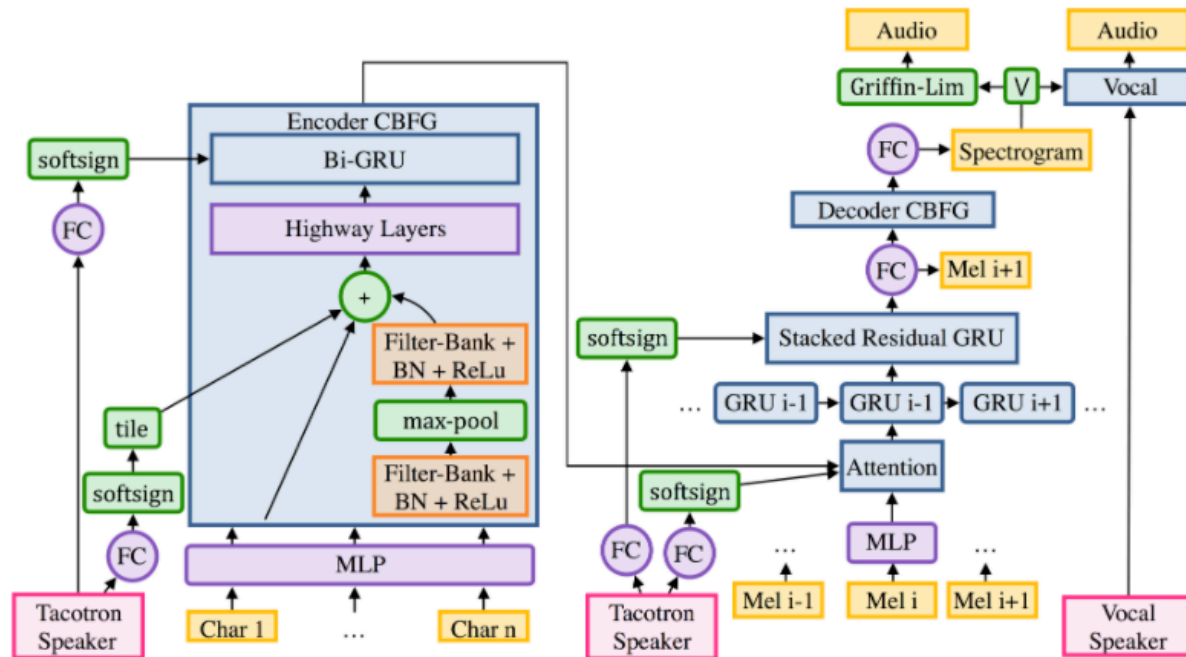 Audio
Audio
Griffin-Lim
V
Vocal
Encoder CBFG
softsign
Bi-GRU
FC
Spectrogram
FC
Highway Layers
Decoder CBFG
+
FC
Mel i+1
Filter-Bank +
BN + ReLu
softsign
Stacked Residual GRU
... GRU i-1
GRU i-1
GRU i+1 ...
tile
max-pool
softsign
Filter-Bank +
BN + ReLu
softsign
Attention
FC
MLP
FC
FC
...
MLP
...
Tacotron
Speaker
Char 1
...
Char n
Tacotron
Speaker
Mel i-1
Mel i
Mel i+1
Vocal
Speaker